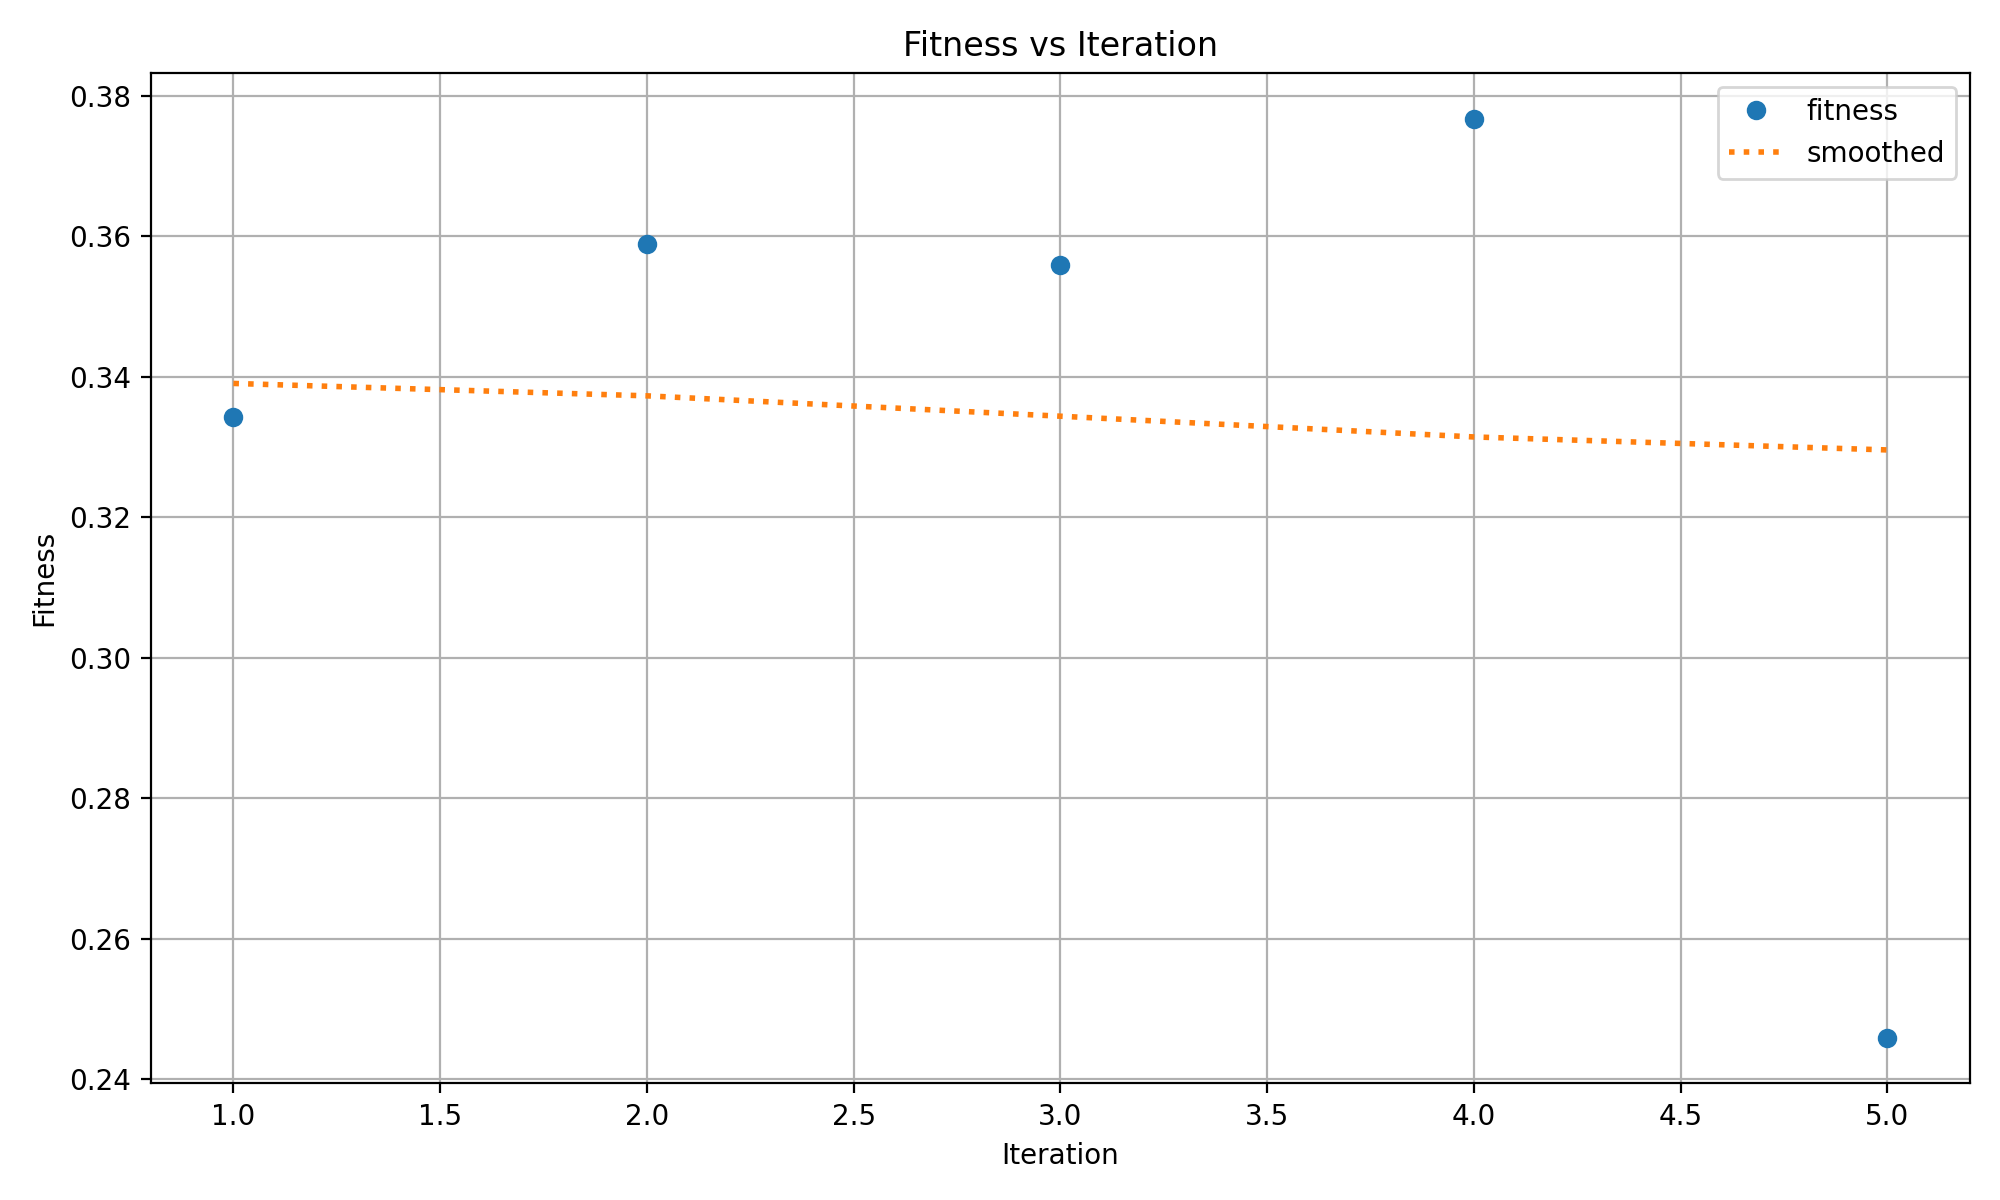 Fitness vs Iteration
fitness
smoothed
0.38
0.36
0.34
0.32
0.30
0.28
0.26
0.24
Fitness
1.0 1.5 2.0 2.5 3.0 3.5 4.0 4.5 5.0
Iteration